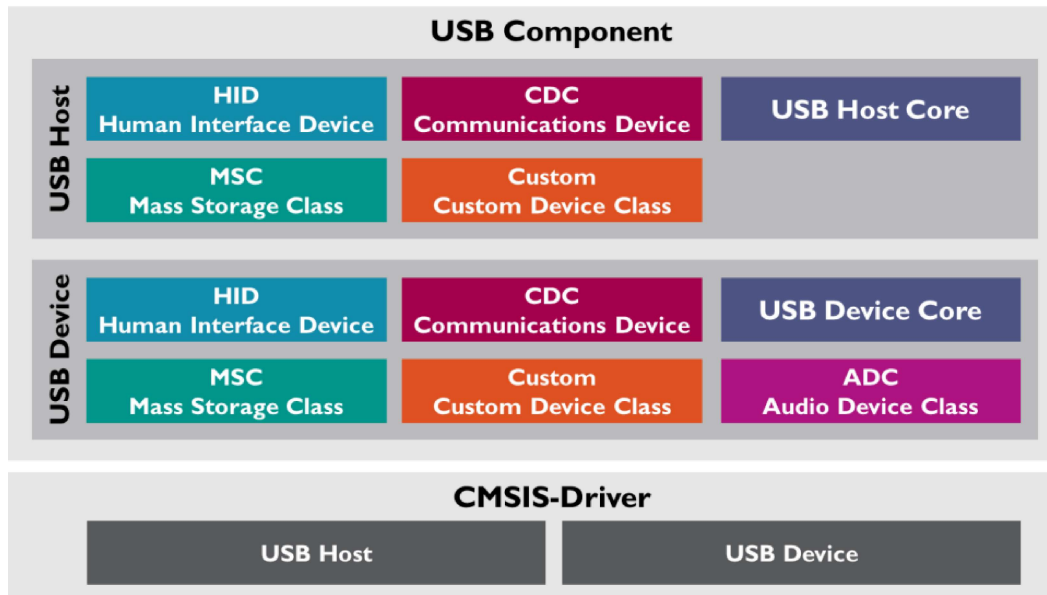 USB Component
USB Host
HID
Human Interface Device
CDC
Communications Device
USB Host Core
MSC
Mass Storage Class
Custom
Custom Device Class
USB Device
HID
Human Interface Device
CDC
Communications Device
USB Device Core
MSC
Mass Storage Class
Custom
Custom Device Class
ADC
Audio Device Class
CMSIS-Driver
USB Host
USB Device